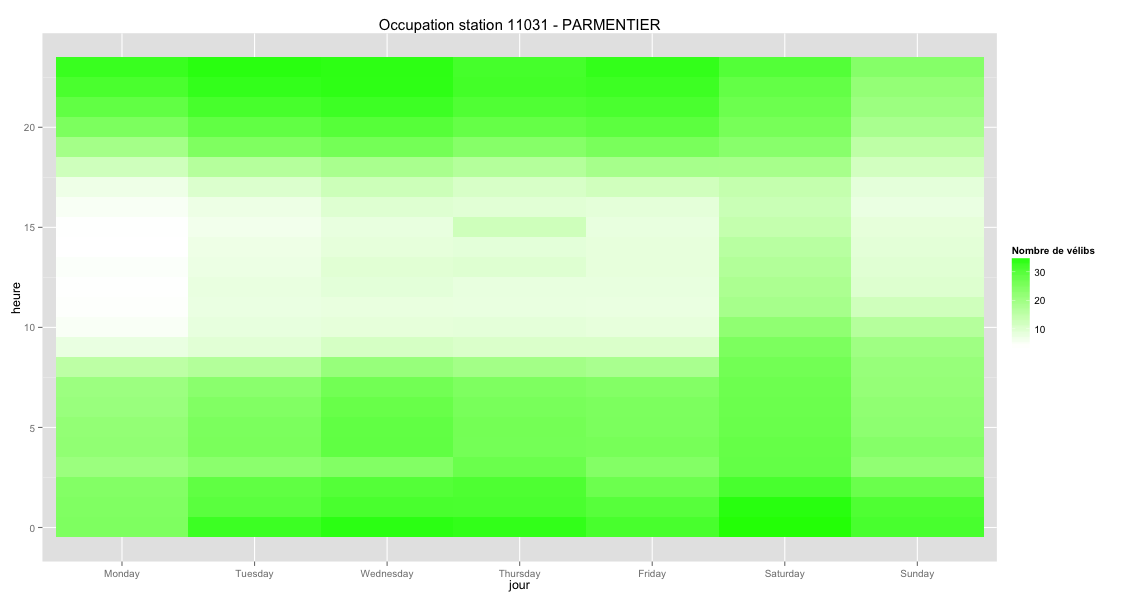 Occupation station 11031 - PARMENTIER
20
15
10
5
0
heure
Monday Tuesday Wednesday Thursday Friday Saturday Sunday
jour
Nombre de vélibs
30
20
10